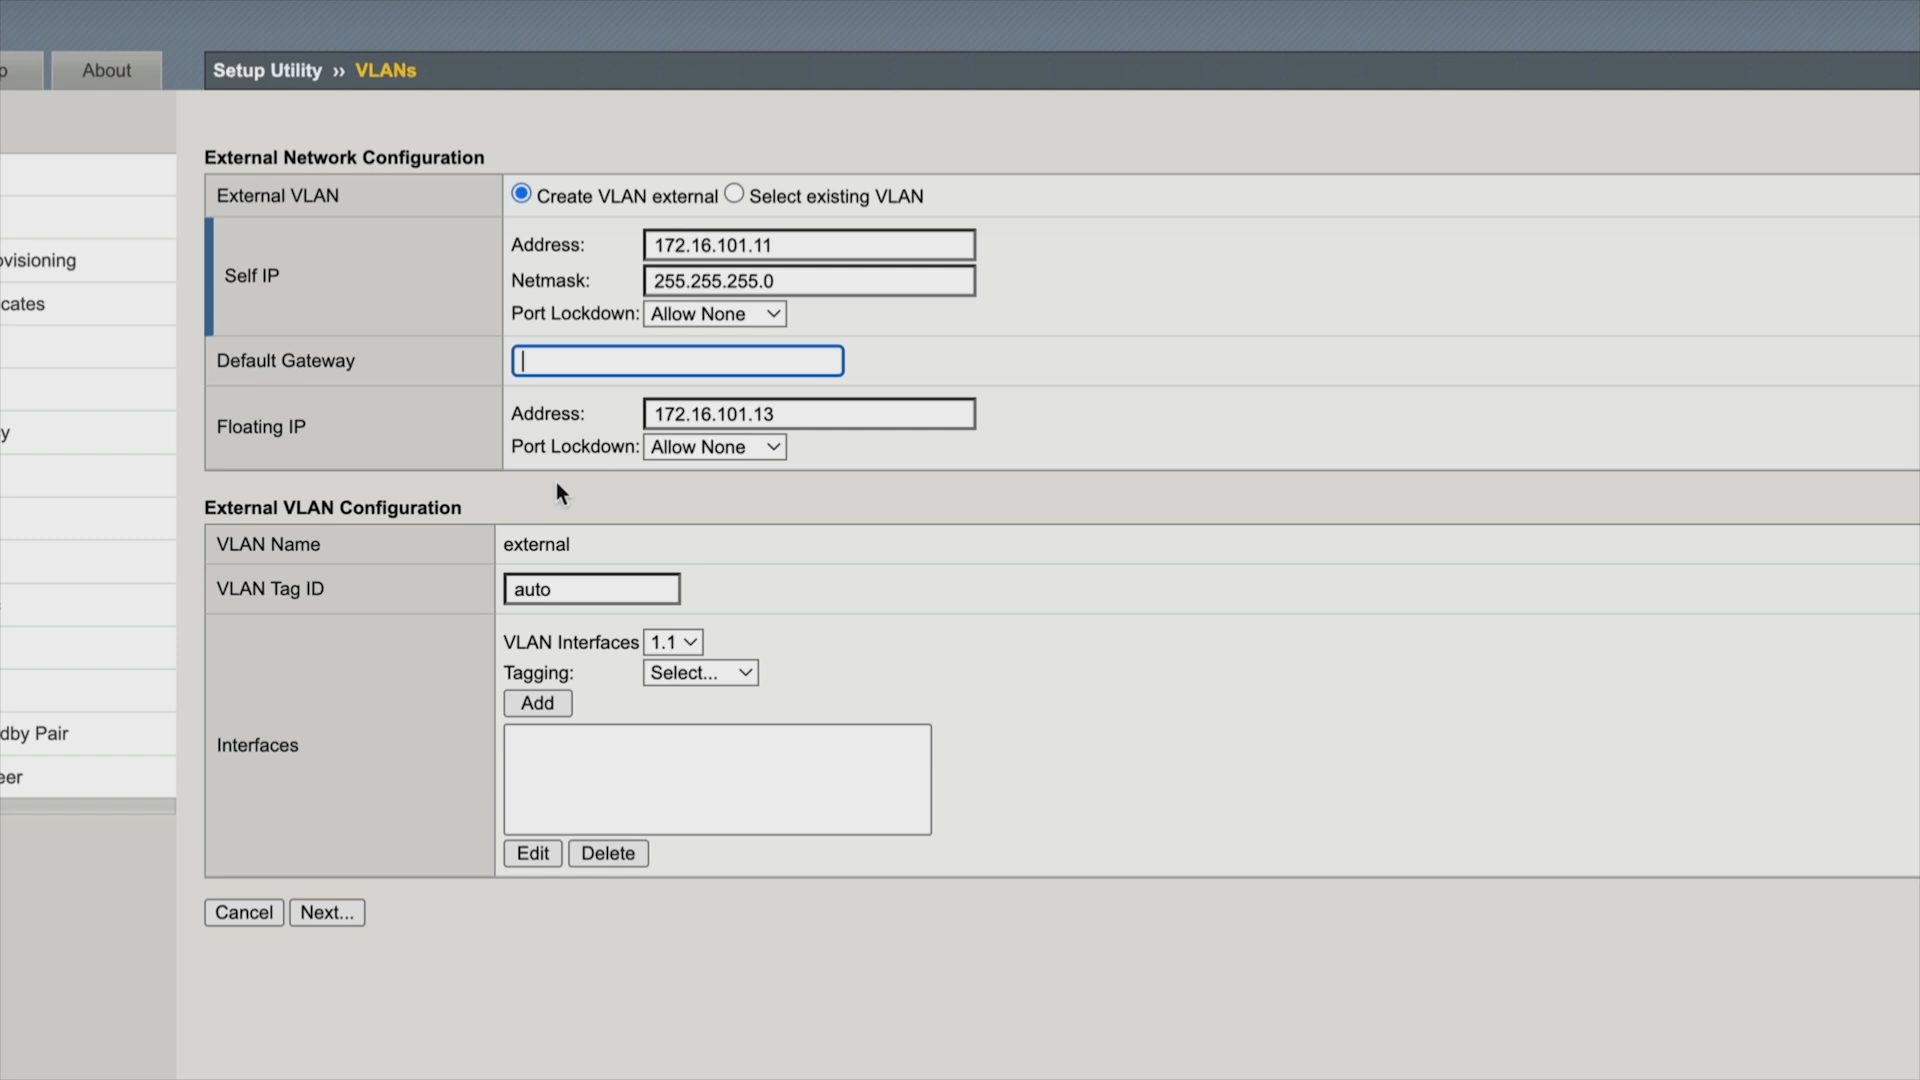 p
About
Setup Utility ›› VLANs
ovisioning
cates
y
dby Pair
eer
External Network Configuration
External VLAN
Create VLAN external
Select existing VLAN
Self IP
Address: 172.16.101.11
Netmask: 255.255.255.0
Port Lockdown: Allow None
Default Gateway
Floating IP
Address: 172.16.101.13
Port Lockdown: Allow None
External VLAN Configuration
VLAN Name
external
VLAN Tag ID
auto
Interfaces
VLAN Interfaces 1.1
Tagging: Select...
Add
Edit
Delete
Cancel
Next...